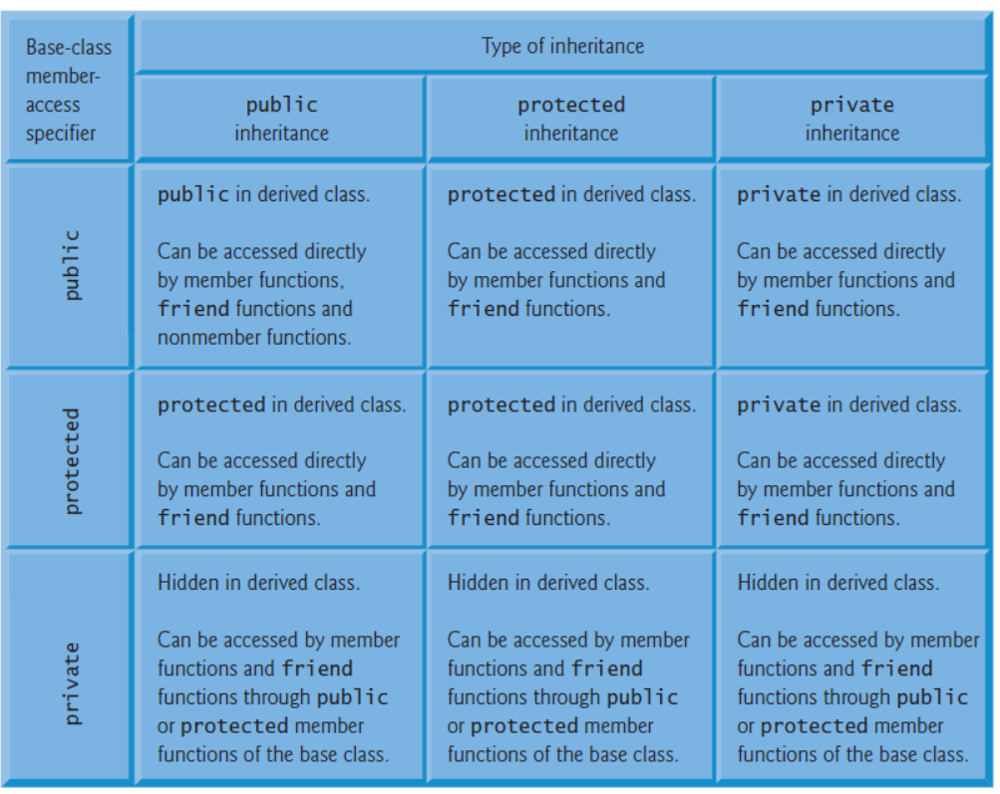 Base-class
member-
access
specifier
Type of inheritance
public
inheritance
protected
inheritance
private
inheritance
public
public in derived class.
Can be accessed directly
by member functions,
friend functions and
nonmember functions.
protected in derived class.
Can be accessed directly
by member functions and
friend functions.
private in derived class.
Can be accessed directly
by member functions and
friend functions.
protected
protected in derived class.
Can be accessed directly
by member functions and
friend functions.
protected in derived class.
Can be accessed directly
by member functions and
friend functions.
private in derived class.
Can be accessed directly
by member functions and
friend functions.
private
Hidden in derived class.
Can be accessed by member
functions and friend
functions through public
or protected member
functions of the base class.
Hidden in derived class.
Can be accessed by member
functions and friend
functions through public
or protected member
functions of the base class.
Hidden in derived class.
Can be accessed by member
functions and friend
functions through public
or protected member
functions of the base class.